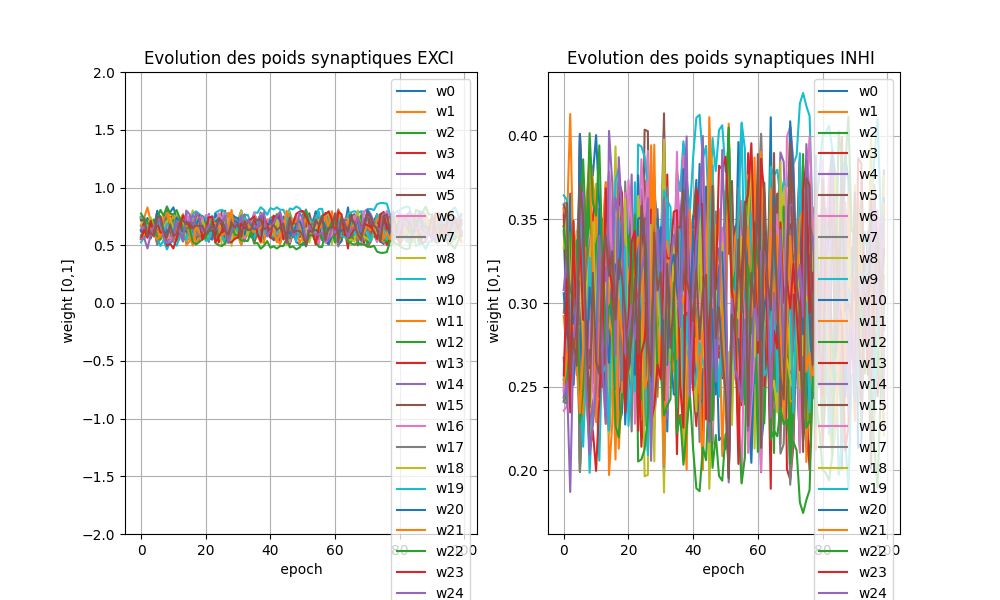 Evolution des poids synaptiques EXCI
2.0
1.5
1.0
0.5
0.0
−0.5
−1.0
−1.5
−2.0
weight [0,1]
0
20
40
60
80
100
epoch
w0
w1
w2
w3
w4
w5
w6
w7
w8
w9
w10
w11
w12
w13
w14
w15
w16
w17
w18
w19
w20
w21
w22
w23
w24
Evolution des poids synaptiques INHI
0.40
0.35
0.30
0.25
0.20
weight [0,1]
0
20
40
60
80
100
epoch
w0
w1
w2
w3
w4
w5
w6
w7
w8
w9
w10
w11
w12
w13
w14
w15
w16
w17
w18
w19
w20
w21
w22
w23
w24